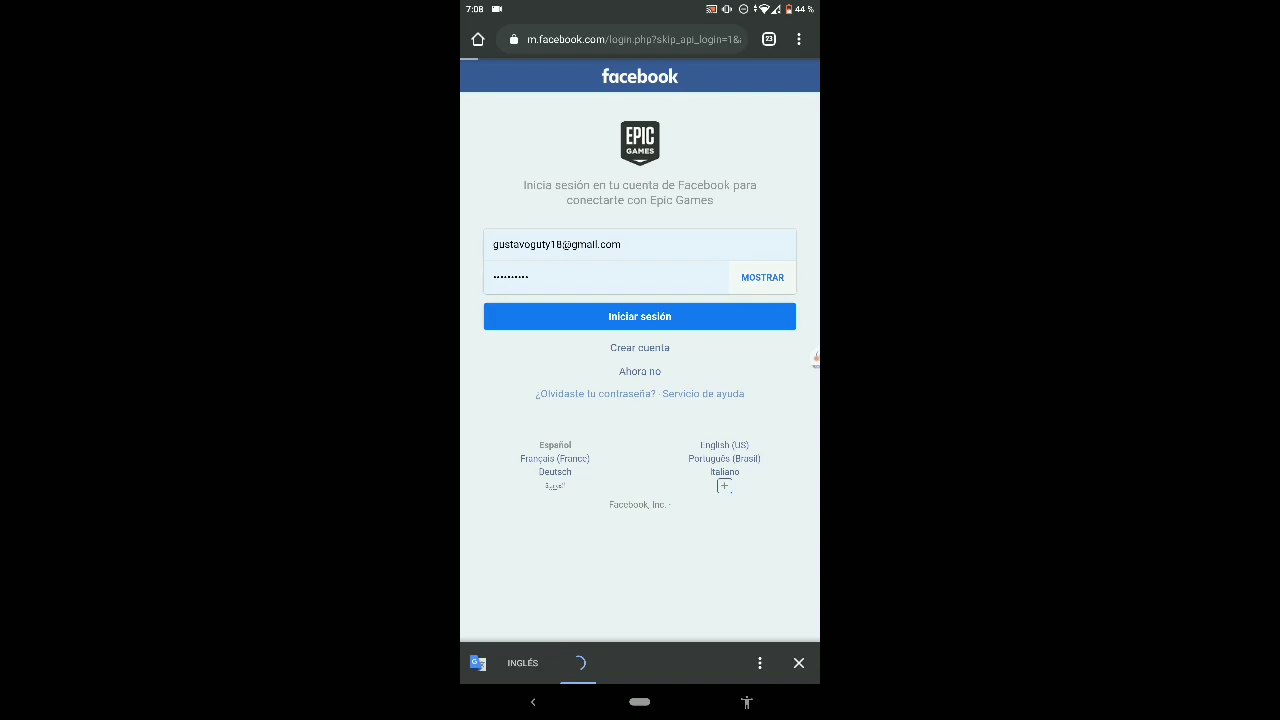 7:08
44 %
m.facebook.com/login.php?skip_api_login=1&
23
facebook
EPIC
GAMES
Inicia sesión en tu cuenta de Facebook para
conectarte con Epic Games
gustavoguty18@gmail.com
••••••••••
MOSTRAR
Iniciar sesión
Crear cuenta
Ahora no
¿Olvidaste tu contraseña? · Servicio de ayuda
Español
English (US)
Français (France)
Português (Brasil)
Deutsch
Italiano
العربية
+
Facebook, Inc. ·
INGLÉS